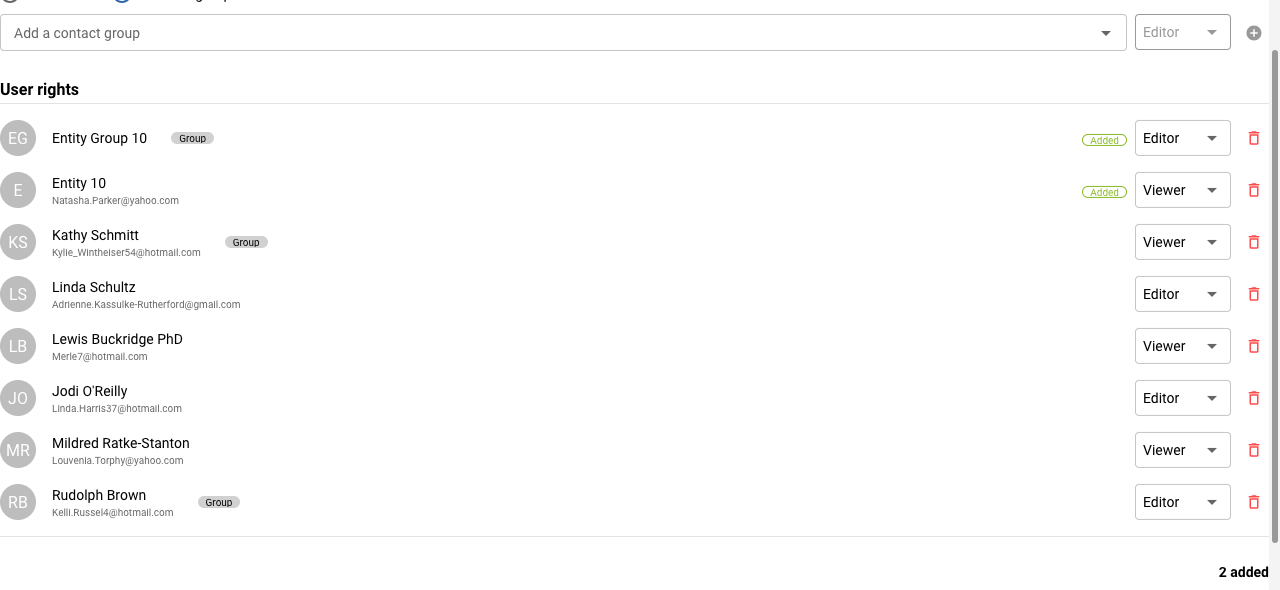 Add a contact group
Editor
User rights
EG Entity Group 10 Group Added Editor
E Entity 10 Added Viewer
Natasha.Parker@yahoo.com
KS Kathy Schmitt Group Viewer
Kylie_Wintheiser54@hotmail.com
LS Linda Schultz Editor
Adrienne.Kassulke-Rutherford@gmail.com
LB Lewis Buckridge PhD Viewer
Merle7@hotmail.com
JO Jodi O'Reilly Editor
Linda.Harris37@hotmail.com
MR Mildred Ratke-Stanton Viewer
Louvenia.Torphy@yahoo.com
RB Rudolph Brown Group Editor
Kelli.Russel4@hotmail.com
2 added